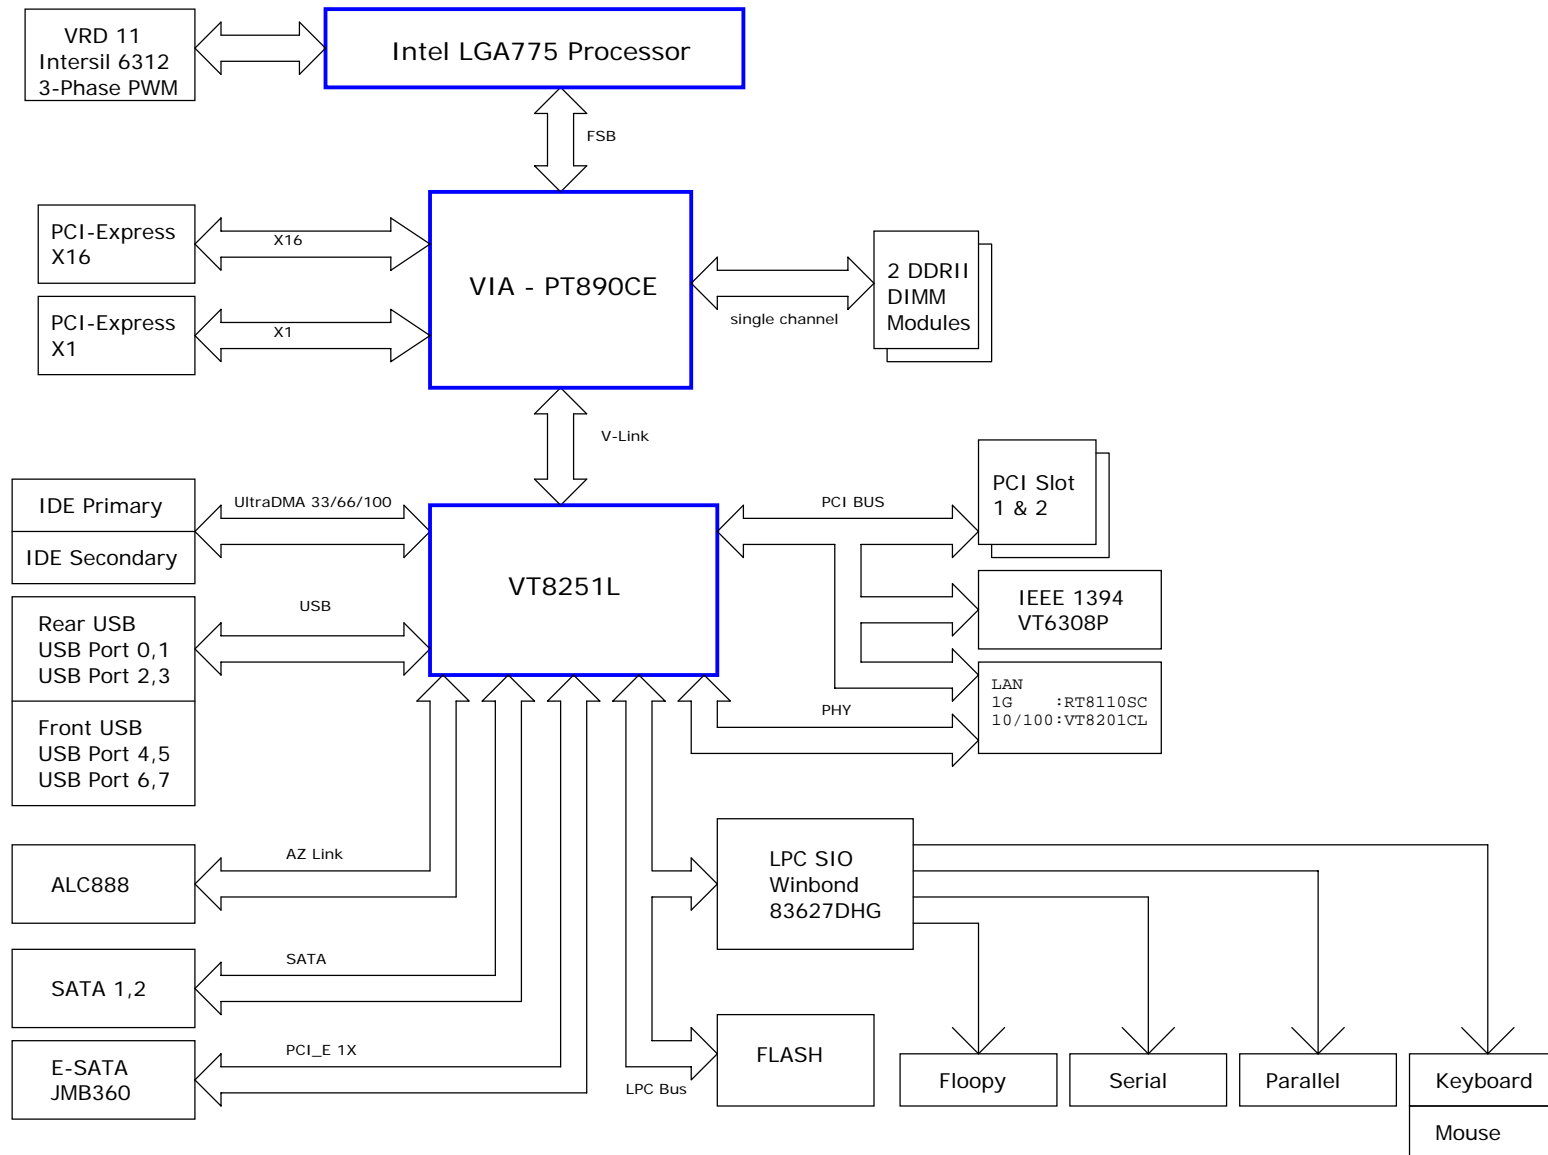 VRD 11
Intersil 6312
3-Phase PWM
Intel LGA775 Processor
FSB
PCI-Express
X16
X16
VIA - PT890CE
2 DDRII
DIMM
Modules
single channel
PCI-Express
X1
X1
V-Link
IDE Primary
IDE Secondary
UltraDMA 33/66/100
VT8251L
PCI BUS
PCI Slot
1 & 2
IEEE 1394
VT6308P
Rear USB
USB Port 0,1
USB Port 2,3
USB
Front USB
USB Port 4,5
USB Port 6,7
PHY
LAN
1G :RT8110SC
10/100:VT8201CL
ALC888
AZ Link
LPC SIO
Winbond
83627DHG
SATA 1,2
SATA
E-SATA
JMB360
PCI_E 1X
LPC Bus
FLASH
Floopy
Serial
Parallel
Keyboard
Mouse